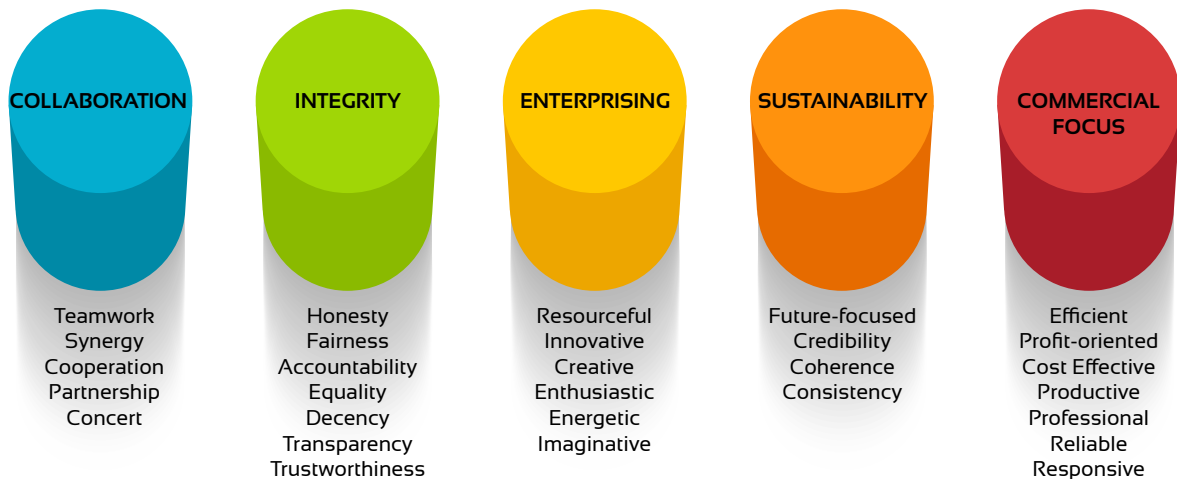 COLLABORATION
Teamwork
Synergy
Cooperation
Partnership
Concert
INTEGRITY
Honesty
Fairness
Accountability
Equality
Decency
Transparency
Trustworthiness
ENTERPRISING
Resourceful
Innovative
Creative
Enthusiastic
Energetic
Imaginative
SUSTAINABILITY
Future-focused
Credibility
Coherence
Consistency
COMMERCIAL
FOCUS
Efficient
Profit-oriented
Cost Effective
Productive
Professional
Reliable
Responsive